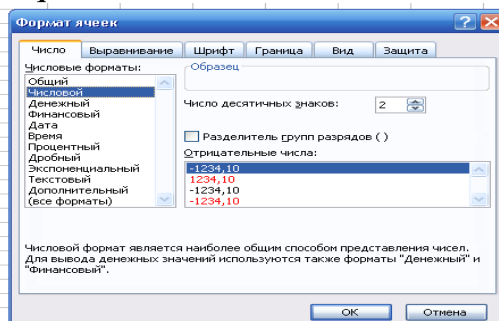 Формат ячеек
Число Выравнивание Шрифт Граница Вид Защита
Числовые форматы:
Общий
Числовой
Денежный
Финансовый
Дата
Время
Процентный
Дробный
Экспоненциальный
Текстовый
Дополнительный
(все форматы)
Образец
Число десятичных знаков: 2
Разделитель групп разрядов ( )
Отрицательные числа:
-1234,10
1234,10
-1234,10
-1234,10
Числовой формат является наиболее общим способом представления чисел.
Для вывода денежных значений используются также форматы "Денежный" и
"Финансовый".
ОК Отмена